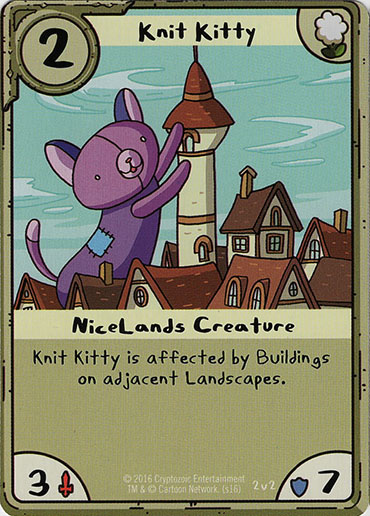 2
Knit Kitty
NiceLands Creature
Knit Kitty is affected by Buildings
on adjacent Landscapes.
3
© 2016 Cryptozoic Entertainment
TM & © Cartoon Network. (s16)
2v2
7